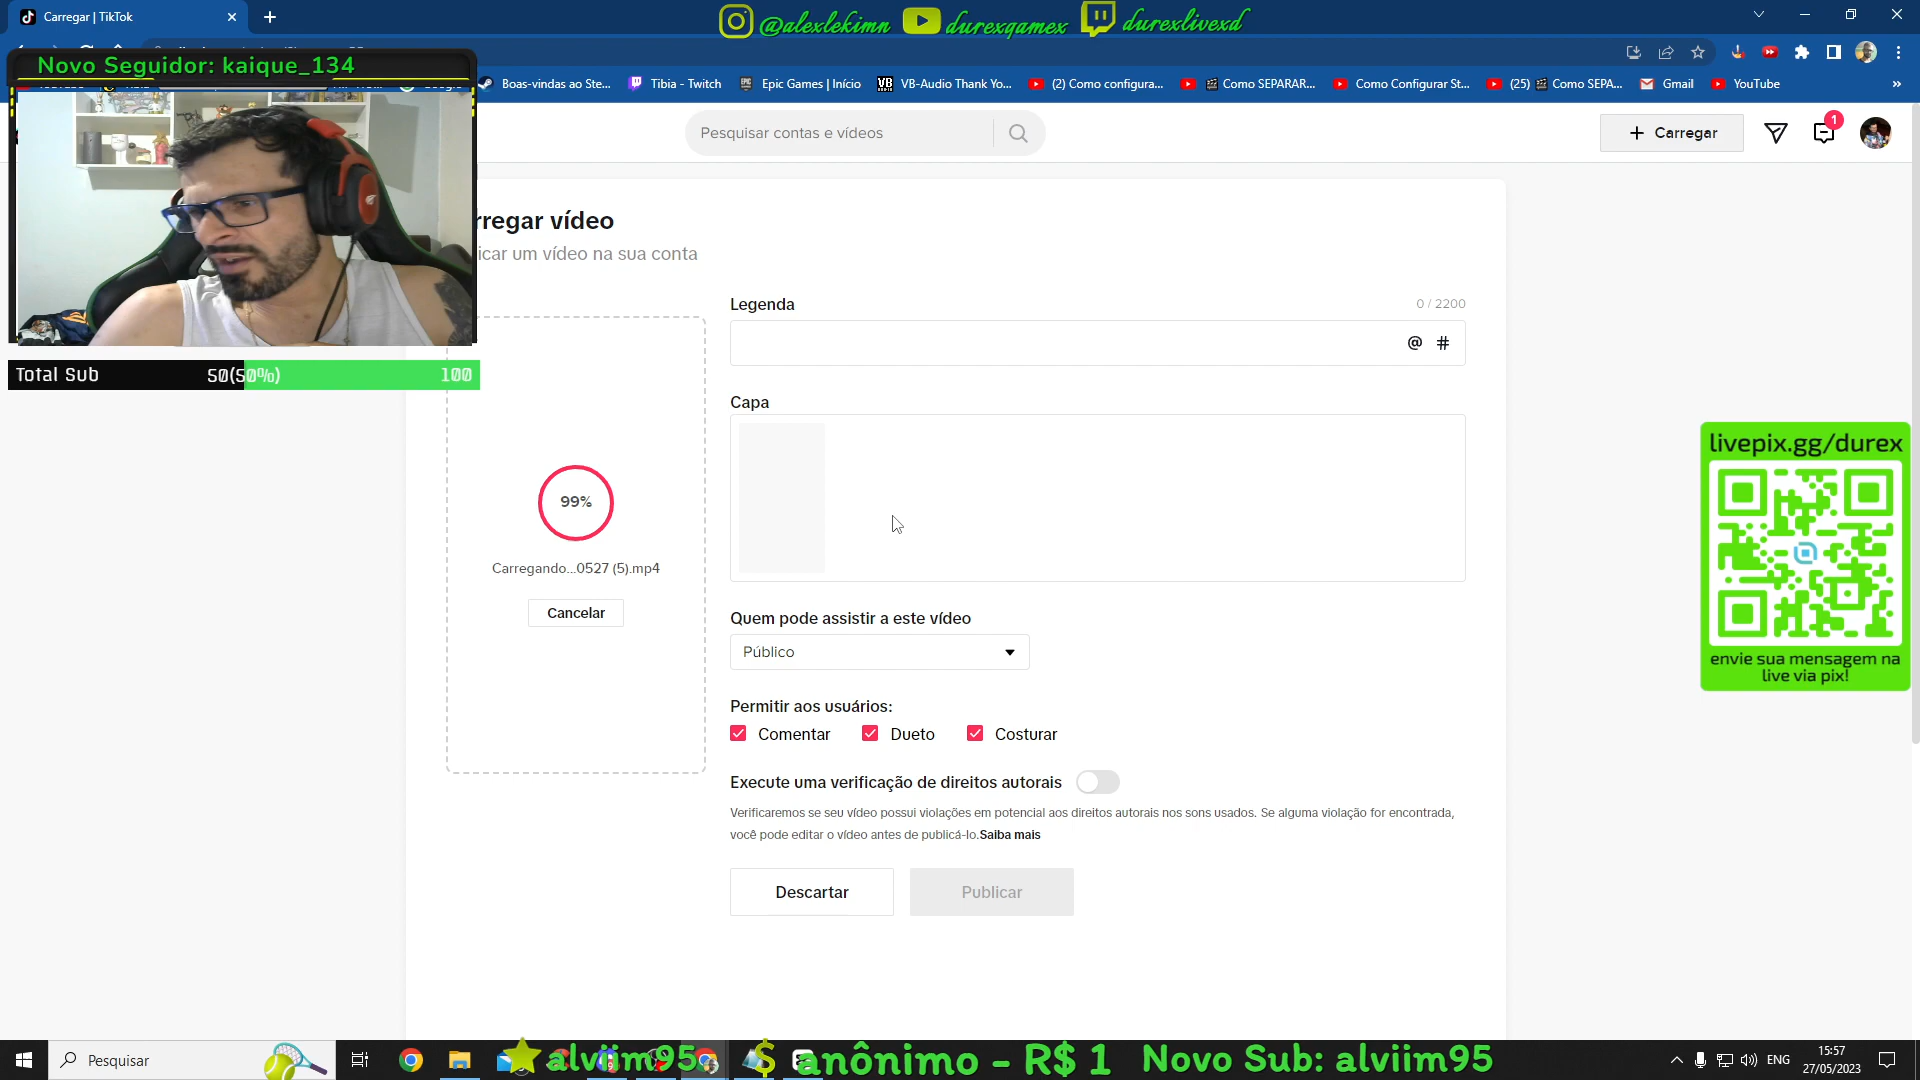 Carregar | TikTok
@alexlekimn durexgamex durexlivexd
Novo Seguidor: kaique_134
Boas-vindas ao Ste... Tibia - Twitch Epic Games | Início VB-Audio Thank Yo... (2) Como configura... Como SEPARAR... Como Configurar St... (25) Como SEPA... Gmail YouTube »
Pesquisar contas e vídeos
+ Carregar
1
rregar vídeo
icar um vídeo na sua conta
Legenda
0 / 2200
@ #
Total Sub 50(50%) 100
Capa
99%
Carregando...0527 (5).mp4
Cancelar
livepix.gg/durex
envie sua mensagem na
live via pix!
Quem pode assistir a este vídeo
Público
Permitir aos usuários:
Comentar Dueto Costurar
Execute uma verificação de direitos autorais
Verificaremos se seu vídeo possui violações em potencial aos direitos autorais nos sons usados. Se alguma violação for encontrada,
você pode editar o vídeo antes de publicá-lo.Saiba mais
Descartar Publicar
Pesquisar
alviim95 anônimo - R$ 1 Novo Sub: alviim95
ENG
15:57
27/05/2023